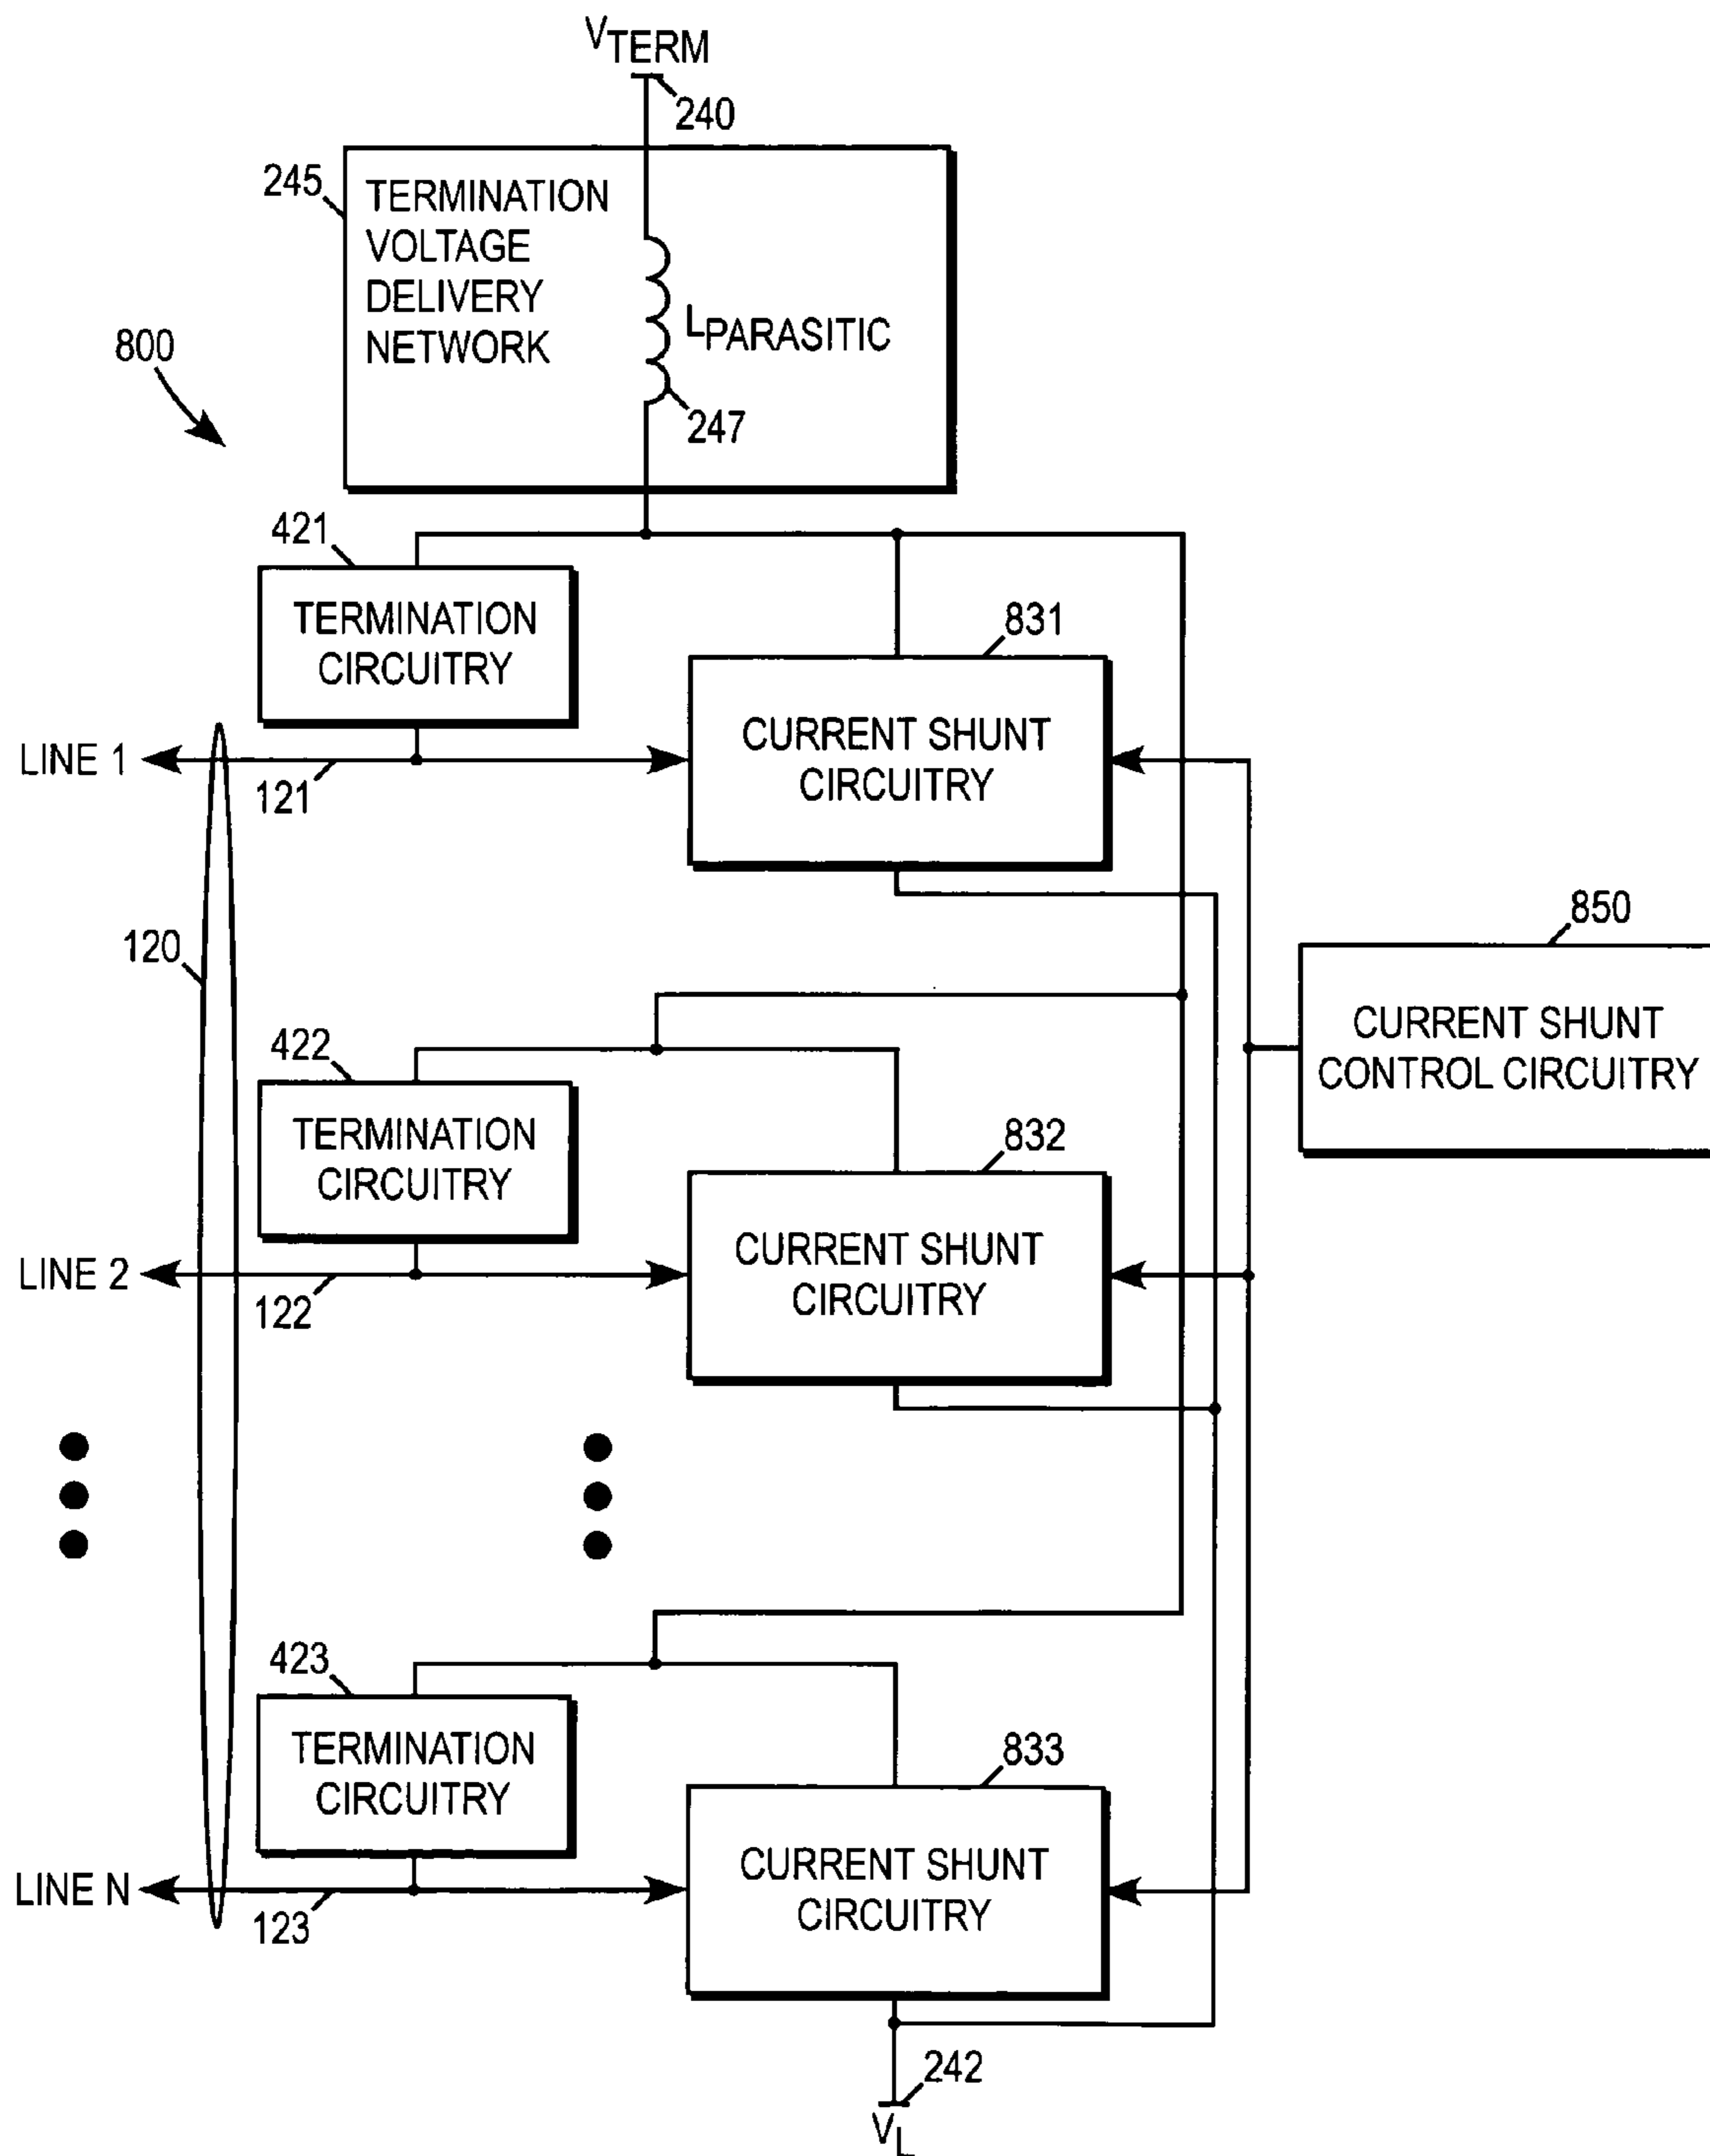 VTERM
240
245
TERMINATION
VOLTAGE
DELIVERY
NETWORK
LPARASITIC
247
800
421
TERMINATION
CIRCUITRY
831
CURRENT SHUNT
CIRCUITRY
LINE 1
121
120
850
CURRENT SHUNT
CONTROL CIRCUITRY
422
TERMINATION
CIRCUITRY
832
CURRENT SHUNT
CIRCUITRY
LINE 2
122
423
TERMINATION
CIRCUITRY
833
CURRENT SHUNT
CIRCUITRY
LINE N
123
242
VL